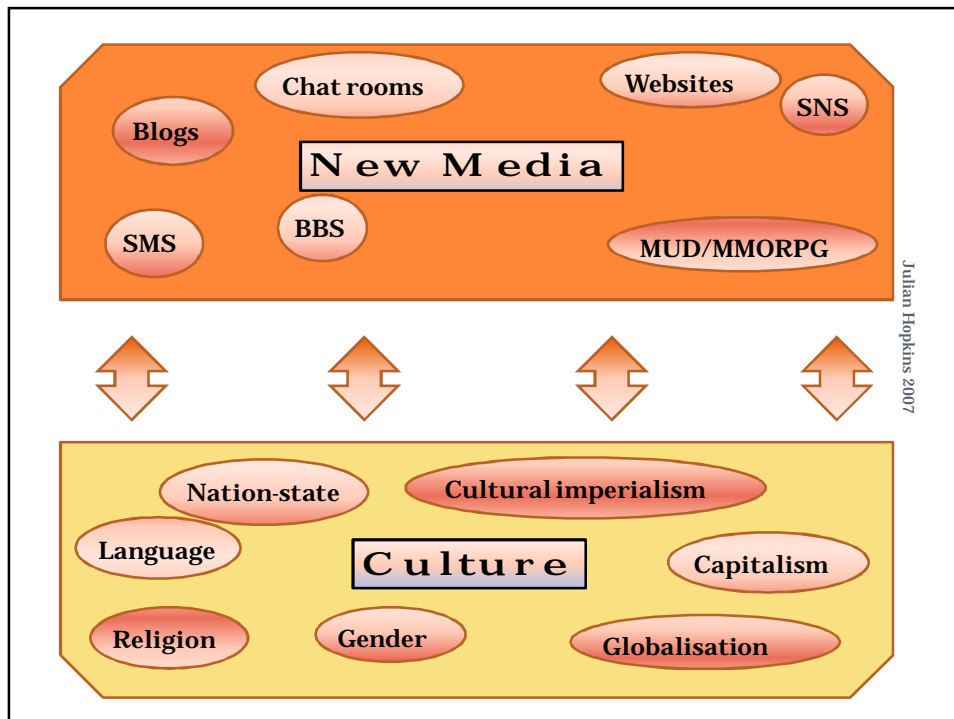 Chat rooms
Websites
SNS
Blogs
New Media
BBS
SMS
MUD/MMORPG
Julian Hopkins 2007
Nation-state
Cultural imperialism
Language
Culture
Capitalism
Religion
Gender
Globalisation